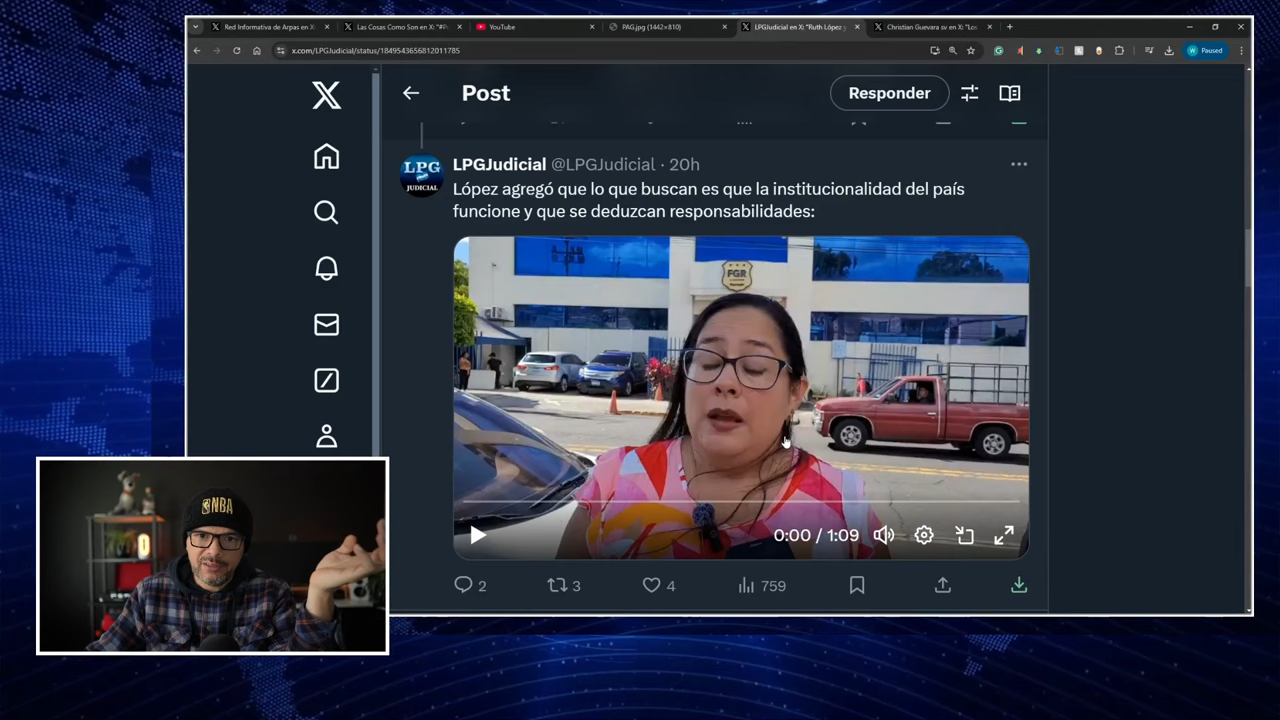 Red Informativa de Arpas en X:
Las Cosas Como Son en X: "#P
YouTube
PAG.jpg (1442×810)
LPGJudicial en X: "Ruth López y
Christian Guevara sv en X: "Los
x.com/LPGJudicial/status/1849543656812011785
Paused
Post
Responder
LPGJudicial @LPGJudicial · 20h
LPG
JUDICIAL
López agregó que lo que buscan es que la institucionalidad del país
funcione y que se deduzcan responsabilidades:
FGR
NBA
0:00 / 1:09
2
3
4
759